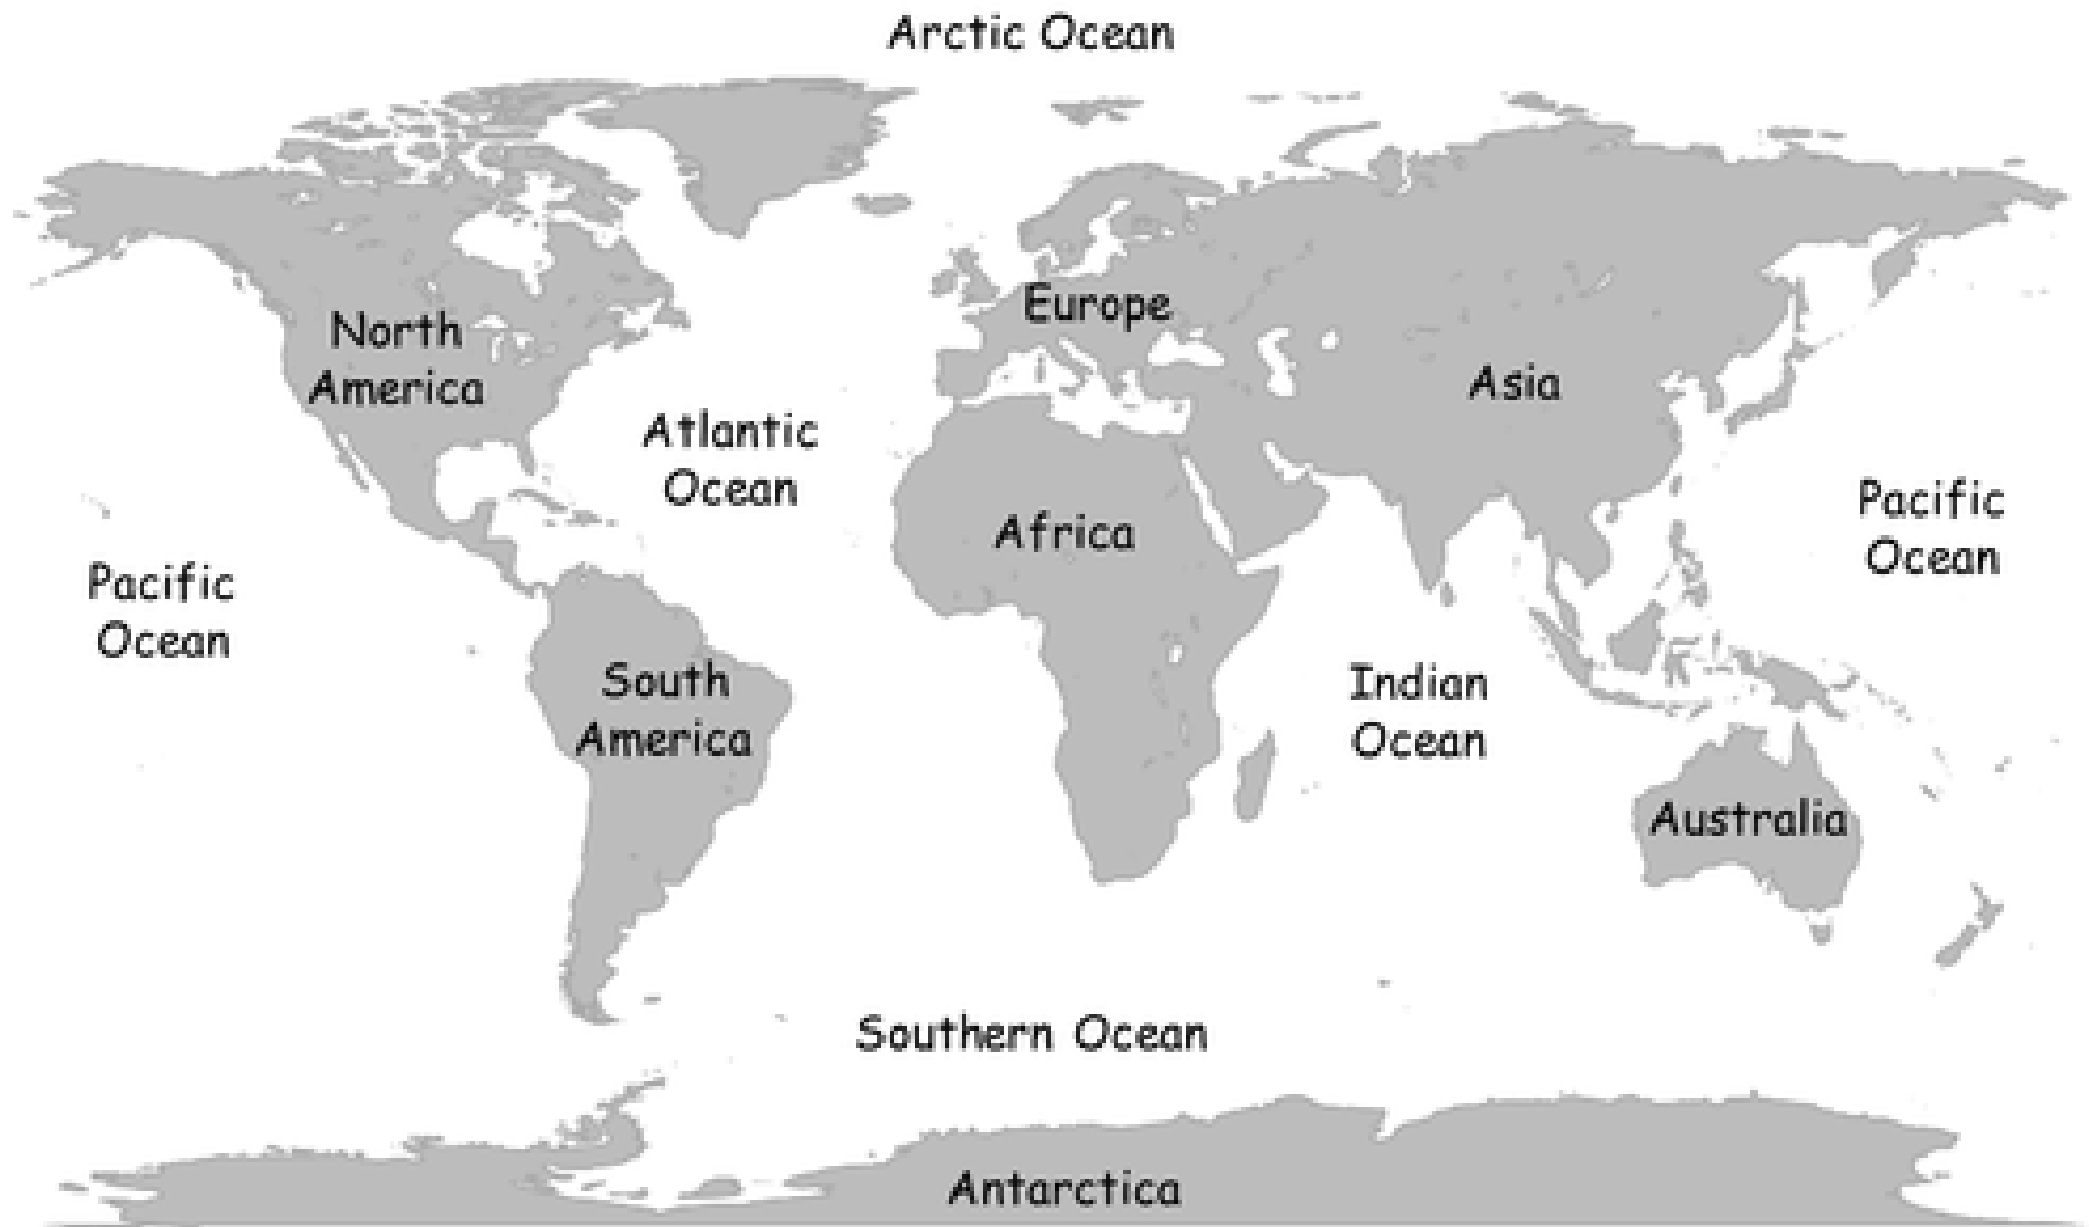 Arctic Ocean
Europe
North
America
Asia
Atlantic
Ocean
Africa
Pacific
Ocean
Pacific
Ocean
South
America
Indian
Ocean
Australia
Southern Ocean
Antarctica